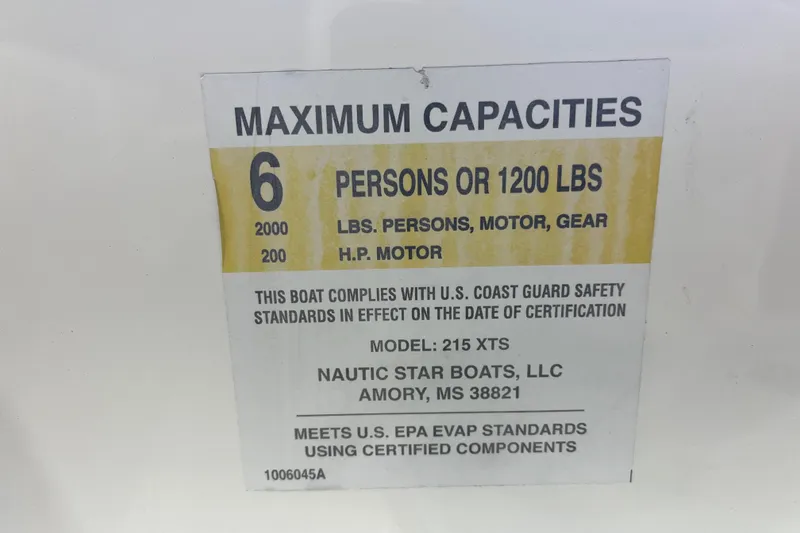 MAXIMUM CAPACITIES
6 PERSONS OR 1200 LBS
2000 LBS. PERSONS, MOTOR, GEAR
200 H.P. MOTOR
THIS BOAT COMPLIES WITH U.S. COAST GUARD SAFETY
STANDARDS IN EFFECT ON THE DATE OF CERTIFICATION
MODEL: 215 XTS
NAUTIC STAR BOATS, LLC
AMORY, MS 38821
MEETS U.S. EPA EVAP STANDARDS
USING CERTIFIED COMPONENTS
1006045A